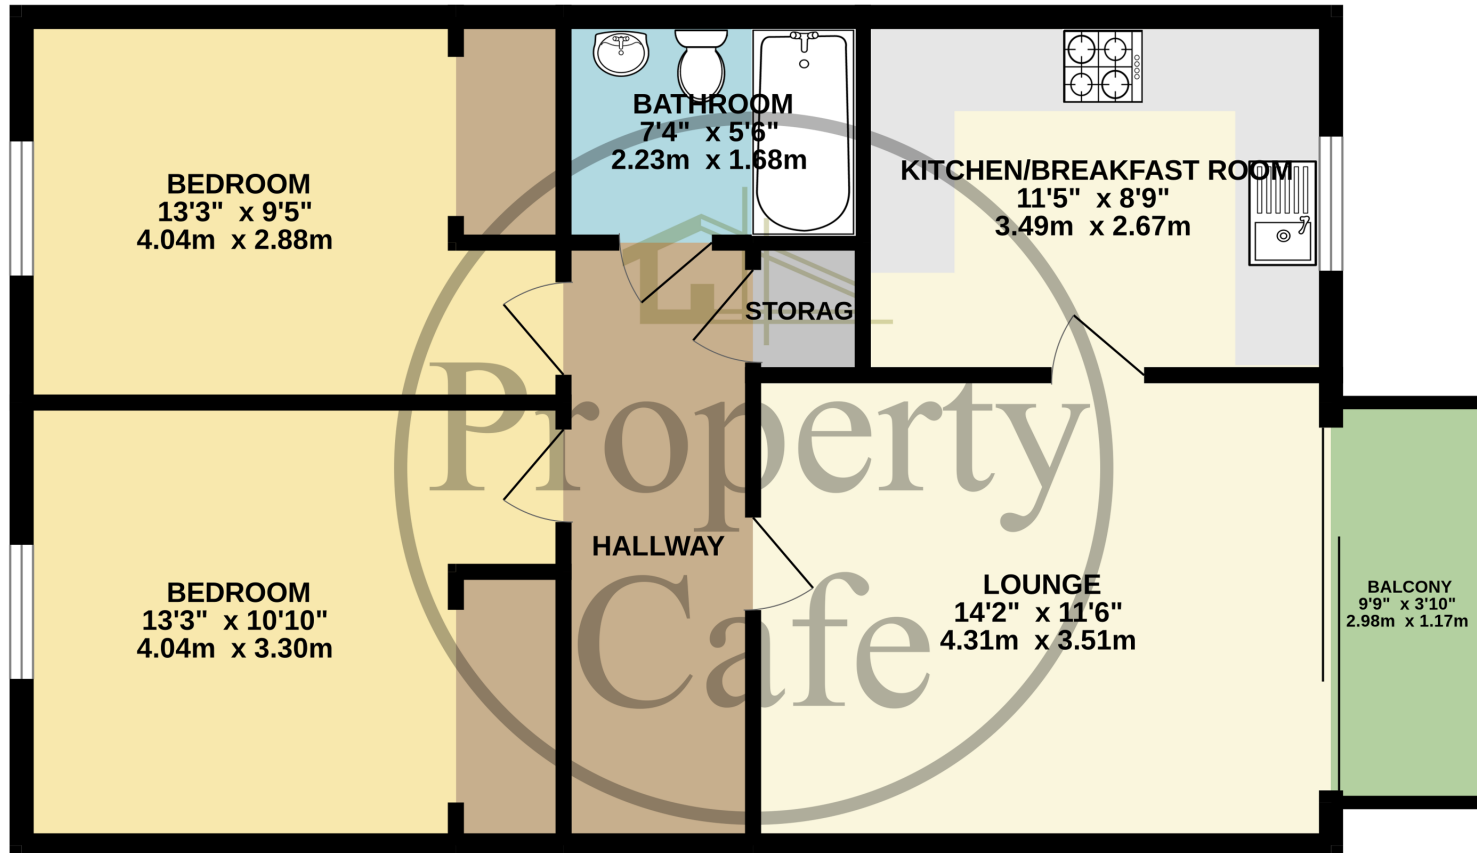 BEDROOM
13'3" x 9'5"
4.04m x 2.88m
BATHROOM
7'4" x 5'6"
2.23m x 1.68m
KITCHEN/BREAKFAST ROOM
11'5" x 8'9"
3.49m x 2.67m
STORAG
Property
Cafe
HALLWAY
BEDROOM
13'3" x 10'10"
4.04m x 3.30m
LOUNGE
14'2" x 11'6"
4.31m x 3.51m
BALCONY
9'9" x 3'10"
2.98m x 1.17m